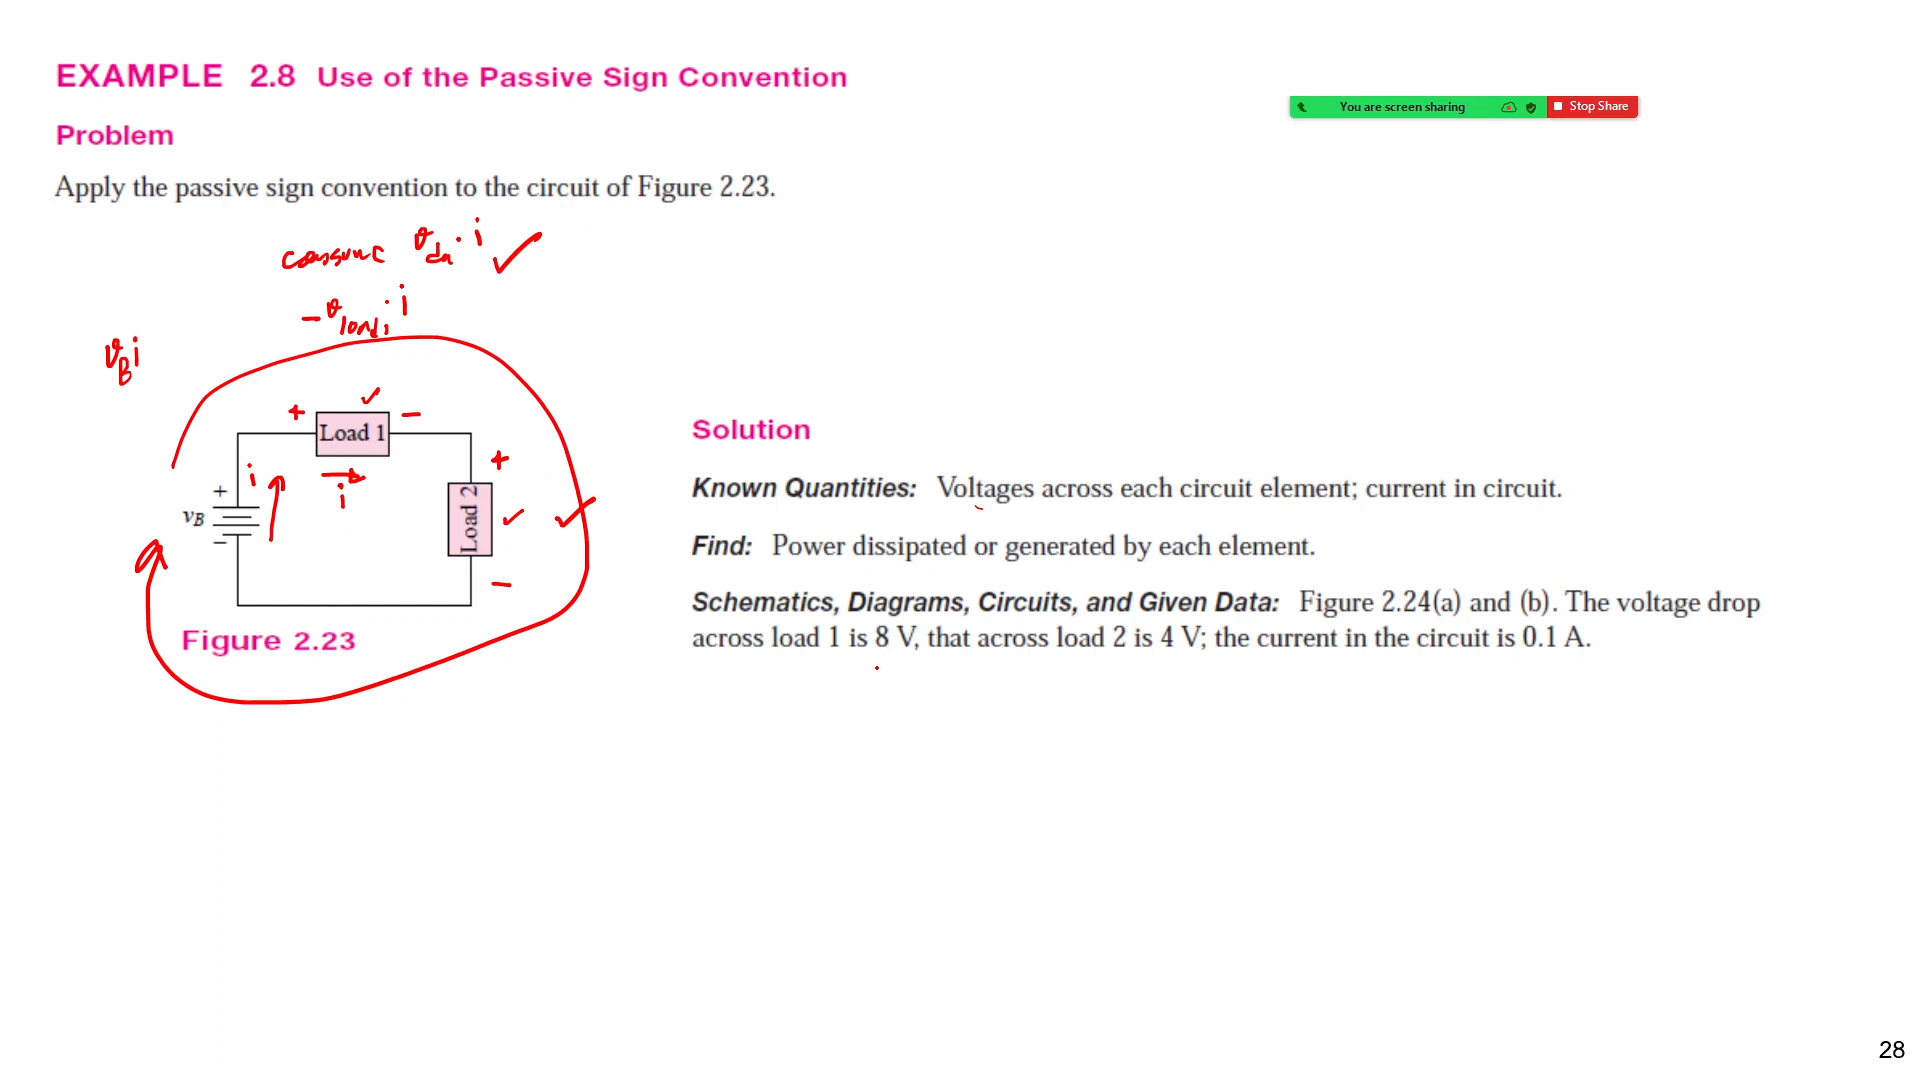 EXAMPLE 2.8 Use of the Passive Sign Convention
You are screen sharing Stop Share
Problem
Apply the passive sign convention to the circuit of Figure 2.23.
i
- v load1 · i
vB i
+ Load 1 -
i
i
+
vB
-
+
Load 2
-
Figure 2.23
Solution
Known Quantities: Voltages across each circuit element; current in circuit.
Find: Power dissipated or generated by each element.
Schematics, Diagrams, Circuits, and Given Data: Figure 2.24(a) and (b). The voltage drop
across load 1 is 8 V, that across load 2 is 4 V; the current in the circuit is 0.1 A.
28